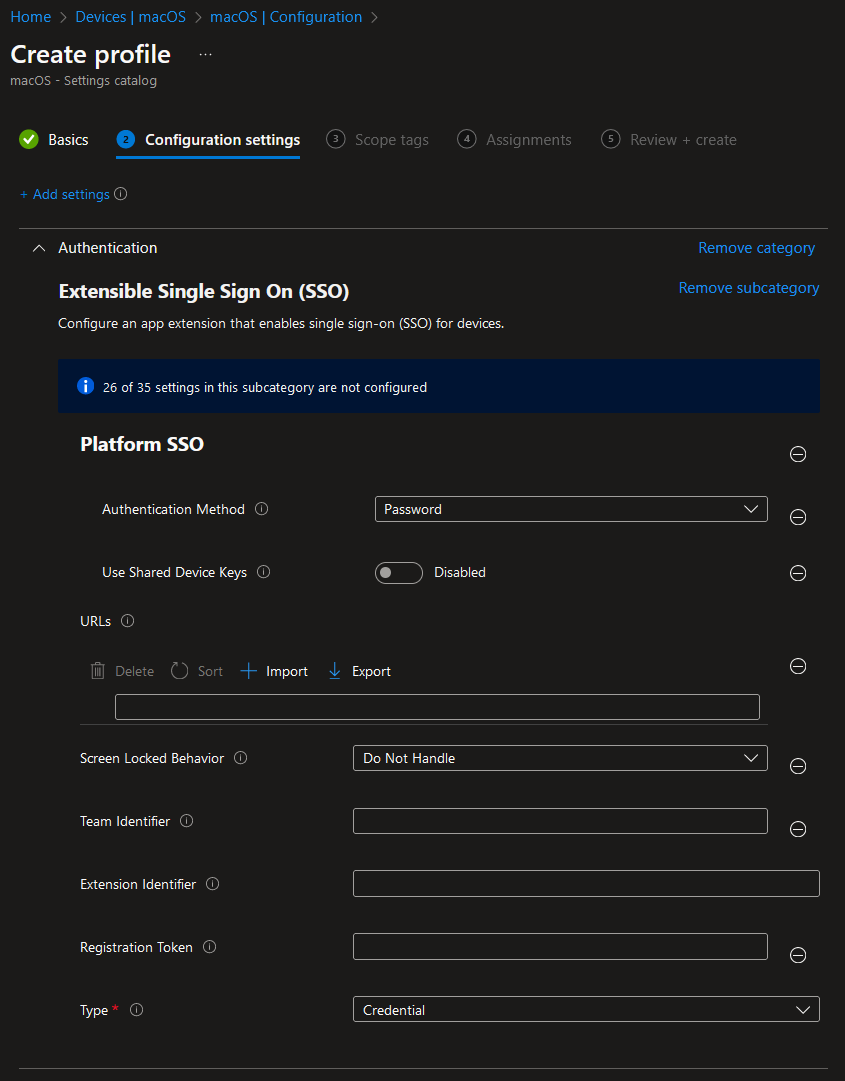 Home > Devices | macOS > macOS | Configuration >
Create profile ...
macOS - Settings catalog
Basics 2 Configuration settings 3 Scope tags 4 Assignments 5 Review + create
+ Add settings
Authentication Remove category
Extensible Single Sign On (SSO) Remove subcategory
Configure an app extension that enables single sign-on (SSO) for devices.
26 of 35 settings in this subcategory are not configured
Platform SSO
Authentication Method Password
Use Shared Device Keys Disabled
URLs
Delete Sort Import Export
Screen Locked Behavior Do Not Handle
Team Identifier
Extension Identifier
Registration Token
Type * Credential